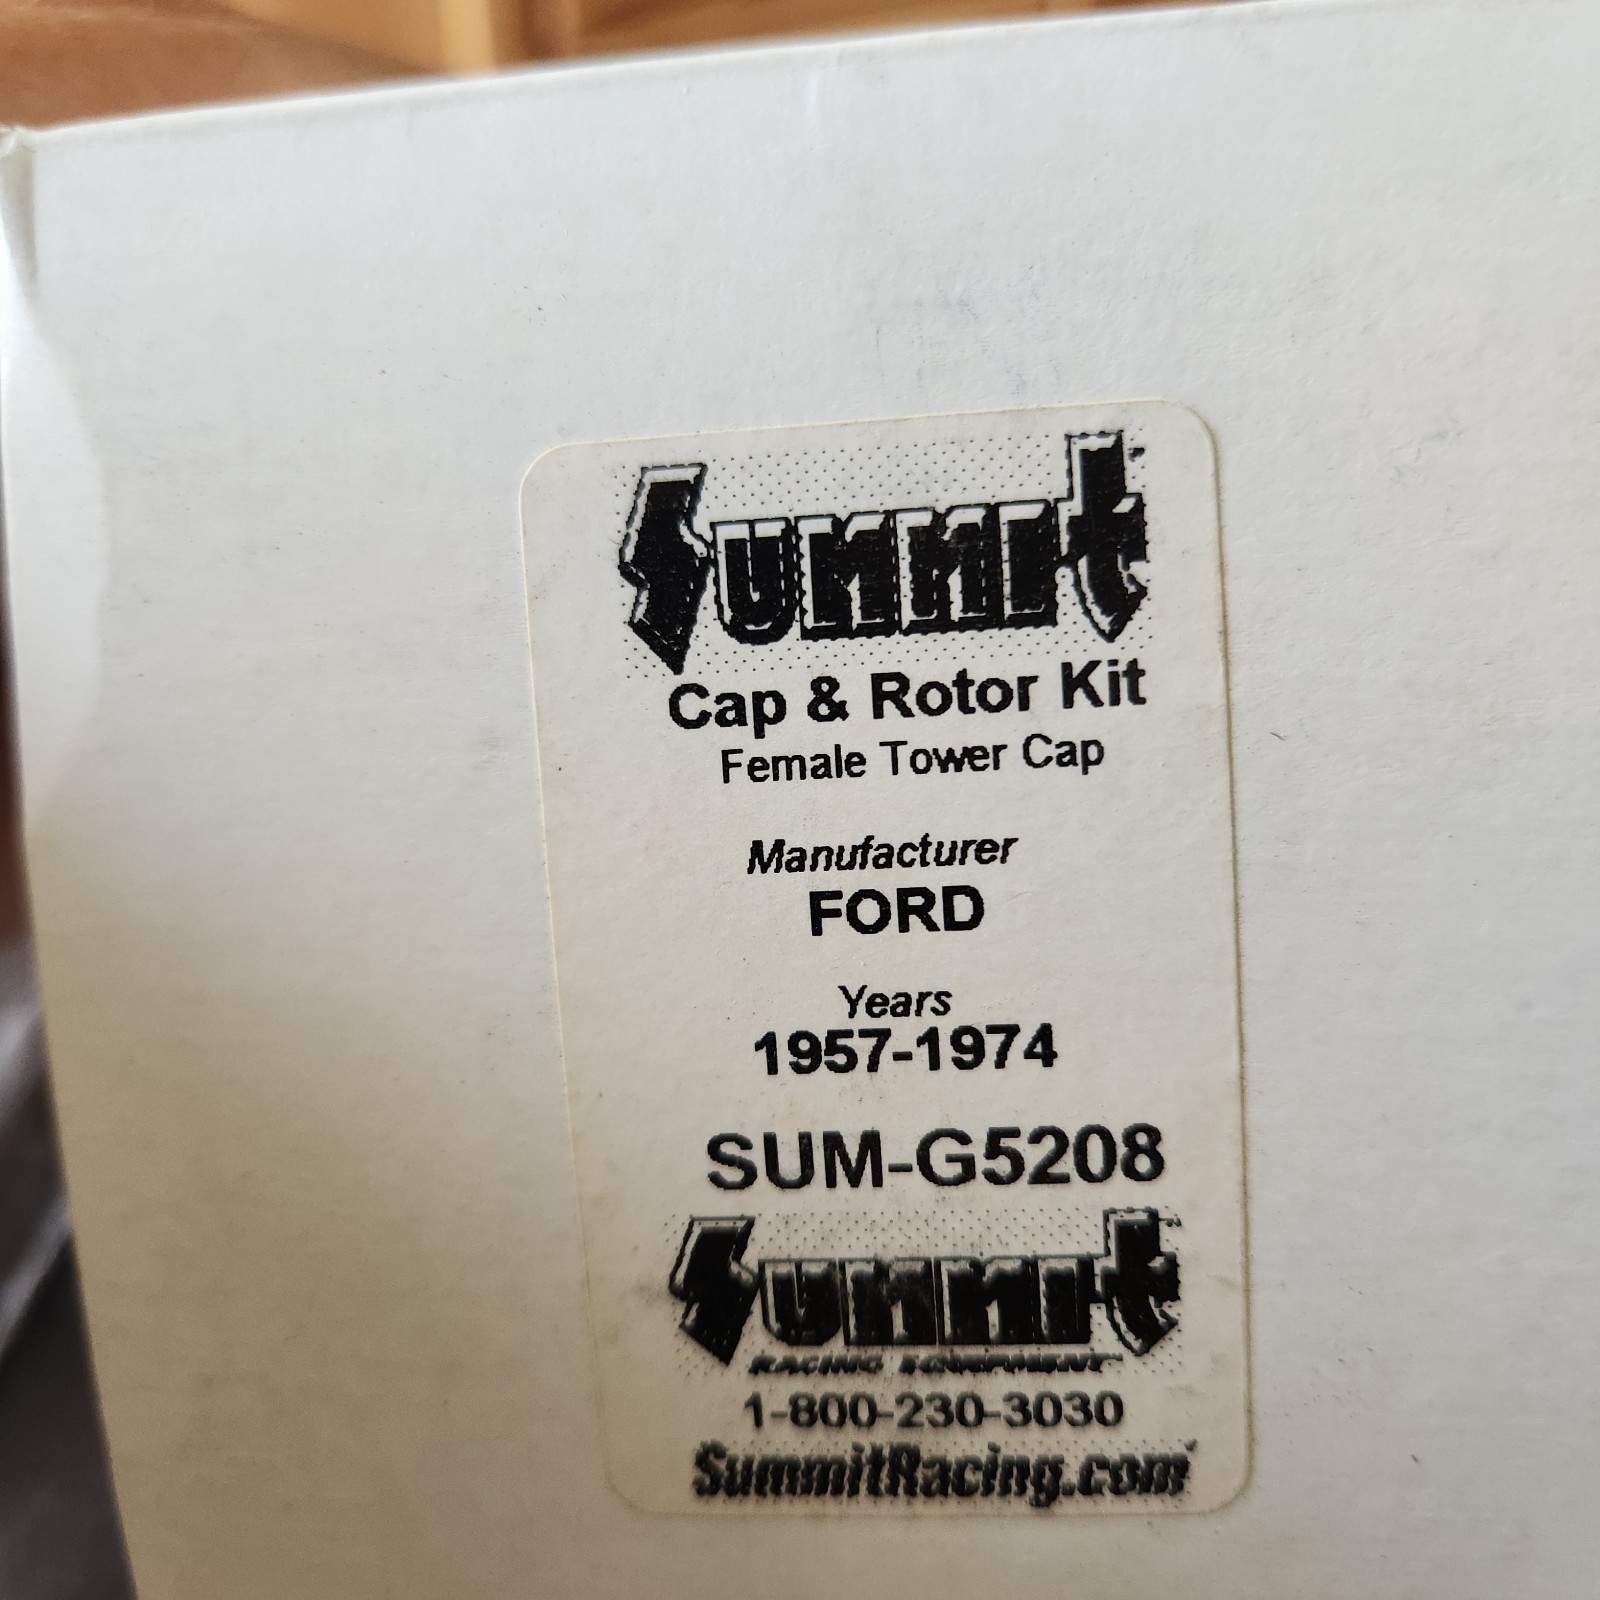 Summit
Cap & Rotor Kit
Female Tower Cap
Manufacturer
FORD
Years
1957-1974
SUM-G5208
Summit
RACING EQUIPMENT
1-800-230-3030
SummitRacing.com